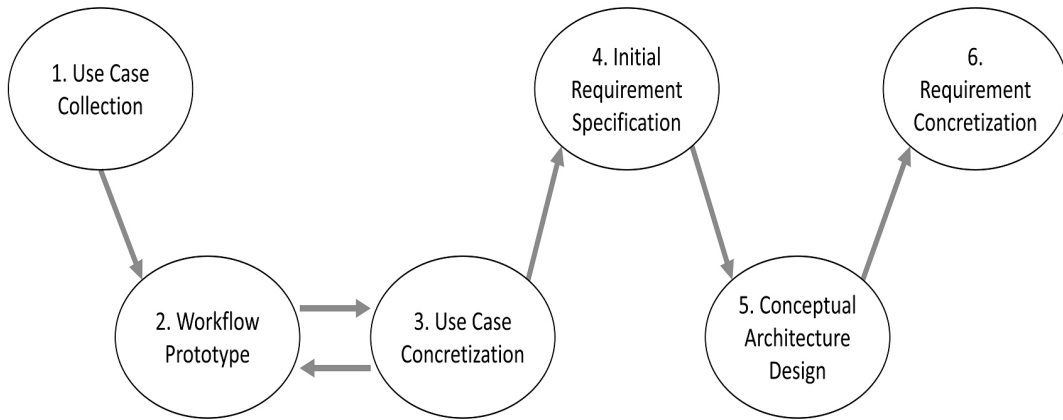 1. Use Case
Collection
2. Workflow
Prototype
3. Use Case
Concretization
4. Initial
Requirement
Specification
5. Conceptual
Architecture
Design
6.
Requirement
Concretization